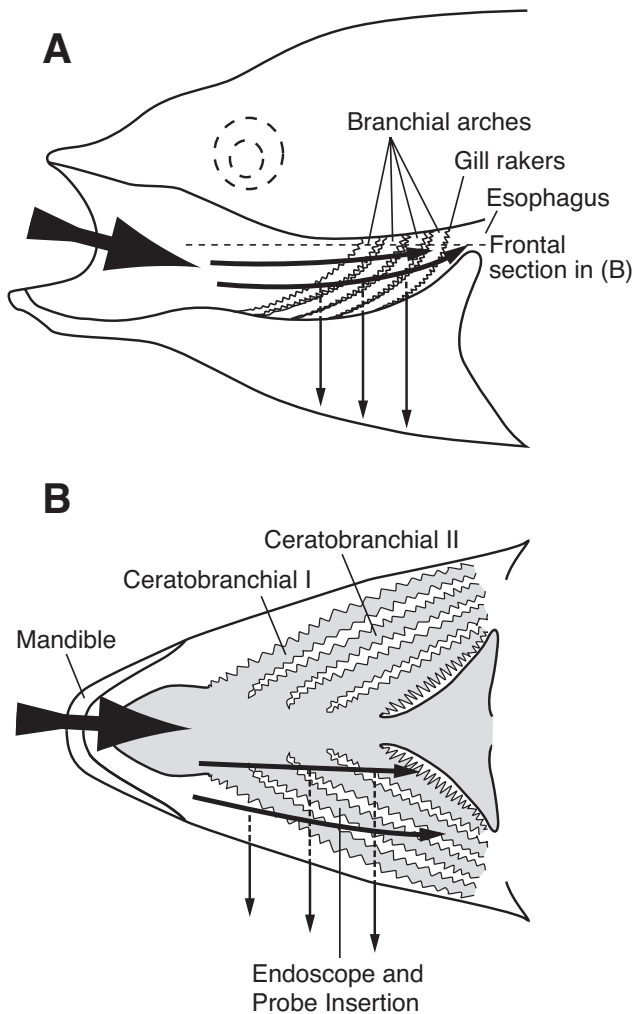 A
Branchial arches
Gill rakers
Esophagus
Frontal
section in (B)
B
Ceratobranchial II
Ceratobranchial I
Mandible
Endoscope and
Probe Insertion